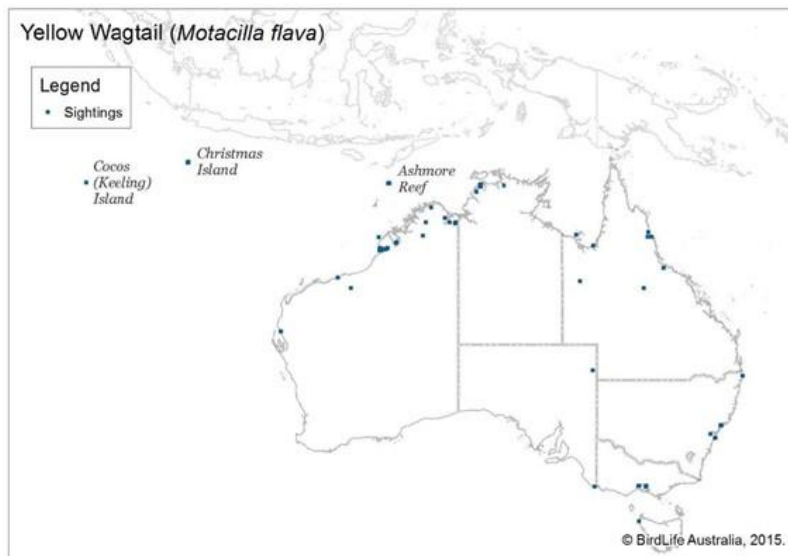 Yellow Wagtail (Motacilla flava)
Legend
Sightings
Cocos
(Keeling)
Island
Christmas
Island
Ashmore
Reef
© BirdLife Australia, 2015.